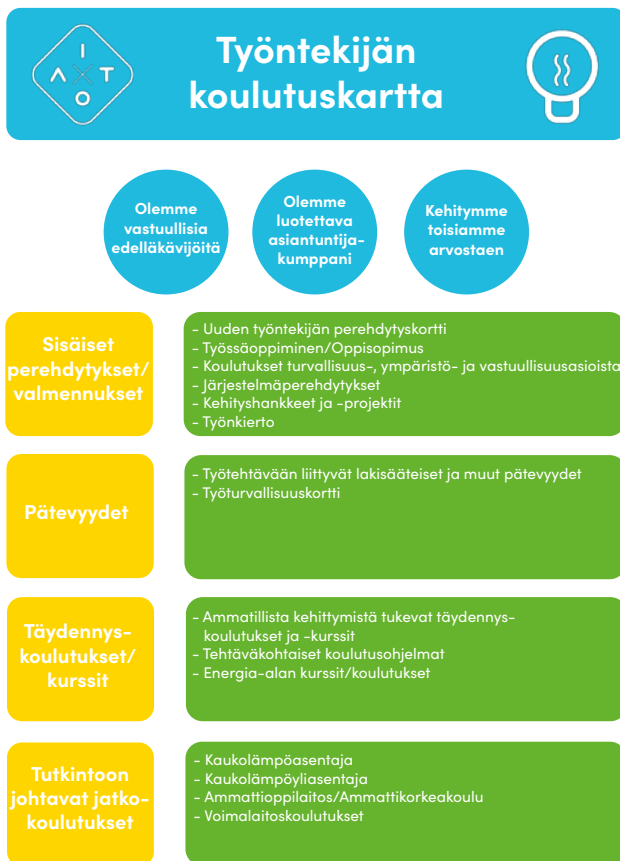 I
A X T
O
Työntekijän
koulutuskartta
Olemme
vastuullisia
edelläkävijöitä
Olemme
luotettava
asiantuntija-
kumppani
Kehitymme
toisiamme
arvostaen
Sisäiset
perehdytykset/
valmennukset
- Uuden työntekijän perehdytyskortti
- Työssäoppiminen/Oppisopimus
- Koulutukset turvallisuus-, ympäristö- ja vastuullisuusasioista
- Järjestelmäperehdytykset
- Kehityshankkeet ja -projektit
- Työnkierto
Pätevyydet
- Työtehtävään liittyvät lakisääteiset ja muut pätevyydet
- Työturvallisuuskortti
Täydennys-
koulutukset/
kurssit
- Ammatillista kehittymistä tukevat täydennys-
koulutukset ja -kurssit
- Tehtäväkohtaiset koulutusohjelmat
- Energia-alan kurssit/koulutukset
Tutkintoon
johtavat jatko-
koulutukset
- Kaukolämpöasentaja
- Kaukolämpöyliasentaja
- Ammattioppilaitos/Ammattikorkeakoulu
- Voimalaitoskoulutukset